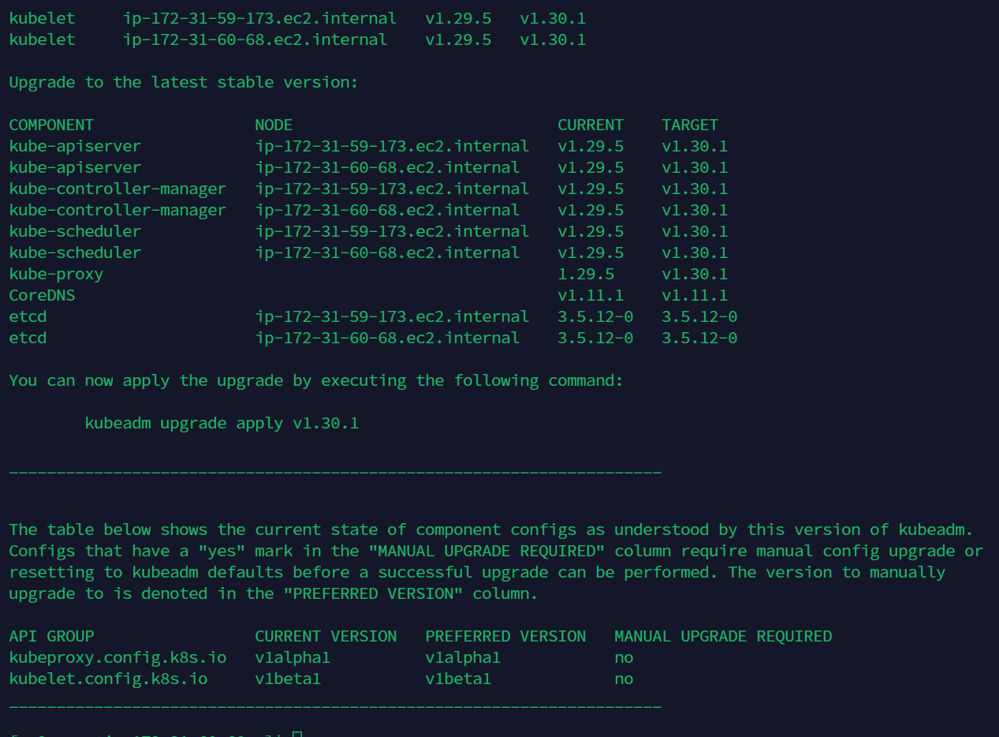 kubelet     ip-172-31-59-173.ec2.internal   v1.29.5   v1.30.1
kubelet     ip-172-31-60-68.ec2.internal    v1.29.5   v1.30.1
Upgrade to the latest stable version:
COMPONENT                 NODE                            CURRENT    TARGET
kube-apiserver            ip-172-31-59-173.ec2.internal   v1.29.5    v1.30.1
kube-apiserver            ip-172-31-60-68.ec2.internal    v1.29.5    v1.30.1
kube-controller-manager   ip-172-31-59-173.ec2.internal   v1.29.5    v1.30.1
kube-controller-manager   ip-172-31-60-68.ec2.internal    v1.29.5    v1.30.1
kube-scheduler            ip-172-31-59-173.ec2.internal   v1.29.5    v1.30.1
kube-scheduler            ip-172-31-60-68.ec2.internal    v1.29.5    v1.30.1
kube-proxy                                                1.29.5     v1.30.1
CoreDNS                                                   v1.11.1    v1.11.1
etcd                      ip-172-31-59-173.ec2.internal   3.5.12-0   3.5.12-0
etcd                      ip-172-31-60-68.ec2.internal    3.5.12-0   3.5.12-0
You can now apply the upgrade by executing the following command:
        kubeadm upgrade apply v1.30.1
_____________________________________________________________________
The table below shows the current state of component configs as understood by this version of kubeadm.
Configs that have a "yes" mark in the "MANUAL UPGRADE REQUIRED" column require manual config upgrade or
resetting to kubeadm defaults before a successful upgrade can be performed. The version to manually
upgrade to is denoted in the "PREFERRED VERSION" column.
API GROUP                 CURRENT VERSION   PREFERRED VERSION   MANUAL UPGRADE REQUIRED
kubeproxy.config.k8s.io   v1alpha1          v1alpha1            no
kubelet.config.k8s.io     v1beta1           v1beta1             no
_____________________________________________________________________